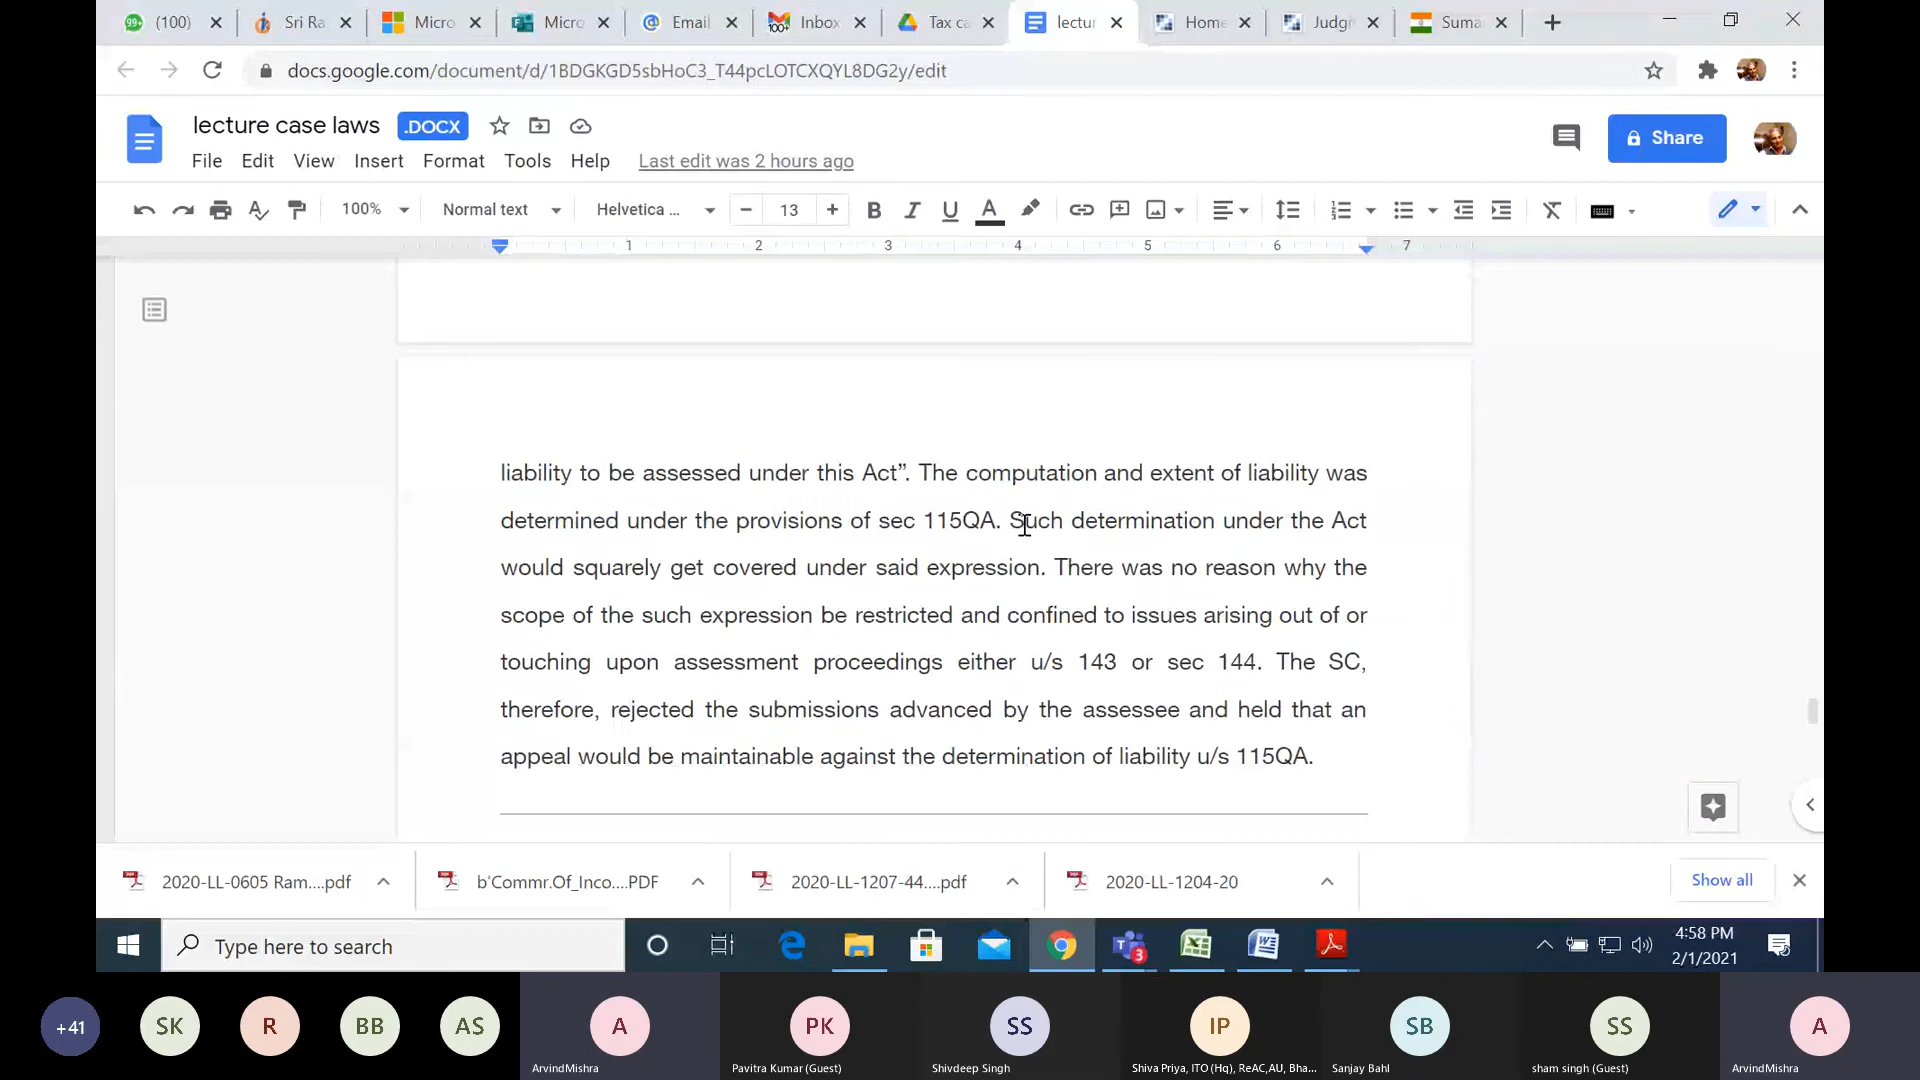 (100) Sri Ra Micro Micro Email Inbox Tax ca lectur Home Judgm Suma
docs.google.com/document/d/1BDGKGD5sbHoC3_T44pcLOTCXQYL8DG2y/edit
lecture case laws .DOCX
Share
File Edit View Insert Format Tools Help Last edit was 2 hours ago
100% Normal text Helvetica ... 13
1 2 3 4 5 6 7
liability to be assessed under this Act”. The computation and extent of liability was
determined under the provisions of sec 115QA. Such determination under the Act
would squarely get covered under said expression. There was no reason why the
scope of the such expression be restricted and confined to issues arising out of or
touching upon assessment proceedings either u/s 143 or sec 144. The SC,
therefore, rejected the submissions advanced by the assessee and held that an
appeal would be maintainable against the determination of liability u/s 115QA.
2020-LL-0605 Ram....pdf b'Commr.Of_Inco....PDF 2020-LL-1207-44....pdf 2020-LL-1204-20 Show all
Type here to search
3
4:58 PM
2/1/2021
+41 SK R BB AS A PK SS IP SB SS A
ArvindMishra Pavitra Kumar (Guest) Shivdeep Singh Shiva Priya, ITO (Hq), ReAC,AU, Bha... Sanjay Bahl sham singh (Guest) ArvindMishra